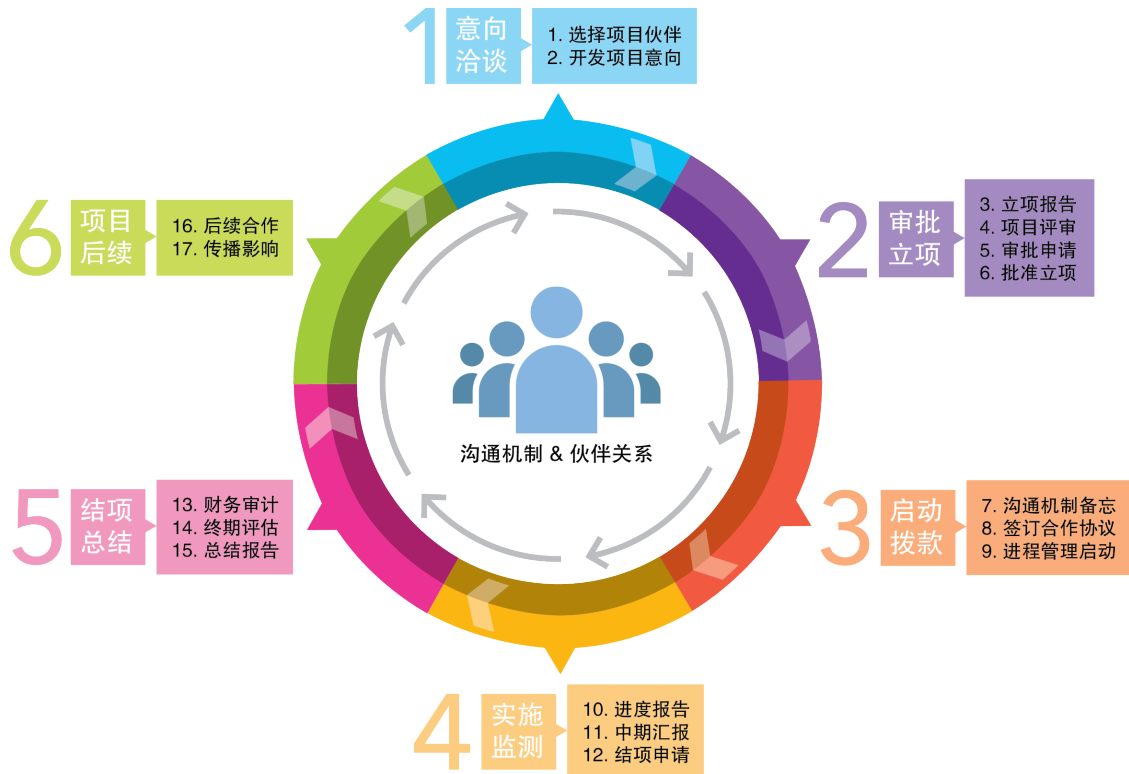 1
意向
洽谈
1. 选择项目伙伴
2. 开发项目意向
2
审批
立项
3. 立项报告
4. 项目评审
5. 审批申请
6. 批准立项
3
启动
拨款
7. 沟通机制备忘
8. 签订合作协议
9. 进程管理启动
4
实施
监测
10. 进度报告
11. 中期汇报
12. 结项申请
5
结项
总结
13. 财务审计
14. 终期评估
15. 总结报告
6
项目
后续
16. 后续合作
17. 传播影响
沟通机制 & 伙伴关系